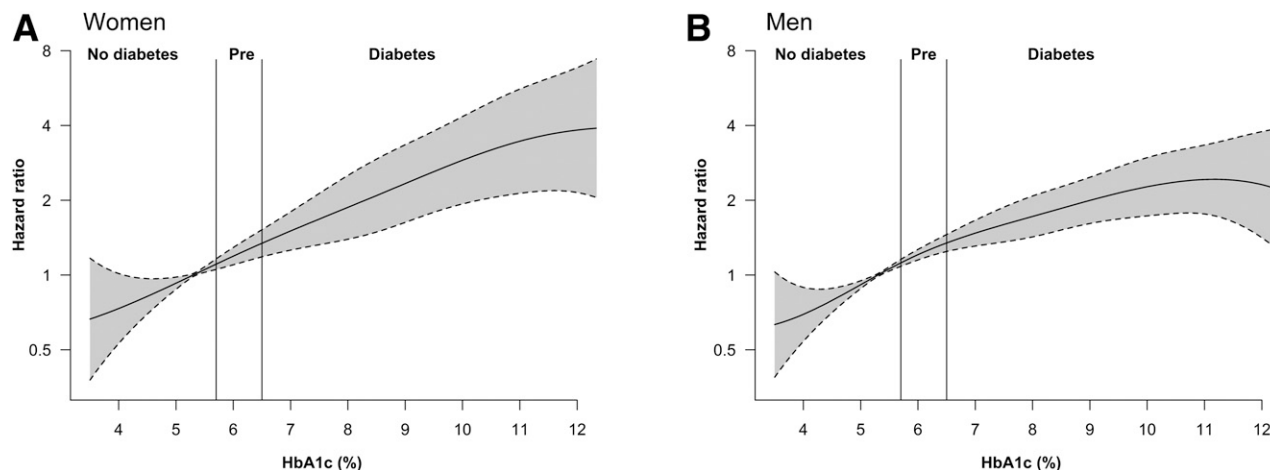 A Women
No diabetes Pre Diabetes
8
4
2
1
0.5
Hazard ratio
4 5 6 7 8 9 10 11 12
HbA1c (%)
B Men
No diabetes Pre Diabetes
8
4
2
1
0.5
Hazard ratio
4 5 6 7 8 9 10 11 12
HbA1c (%)